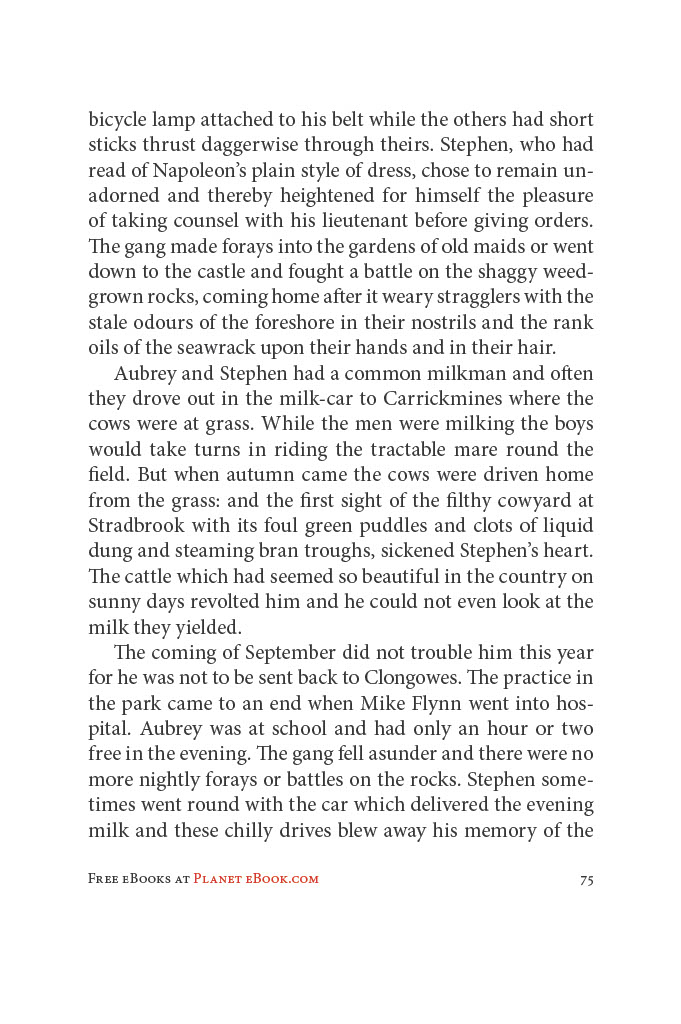 bicycle lamp attached to his belt while the others had short
sticks thrust daggerwise through theirs. Stephen, who had
read of Napoleon’s plain style of dress, chose to remain un-
adorned and thereby heightened for himself the pleasure
of taking counsel with his lieutenant before giving orders.
The gang made forays into the gardens of old maids or went
down to the castle and fought a battle on the shaggy weed-
grown rocks, coming home after it weary stragglers with the
stale odours of the foreshore in their nostrils and the rank
oils of the seawrack upon their hands and in their hair.
Aubrey and Stephen had a common milkman and often
they drove out in the milk-car to Carrickmines where the
cows were at grass. While the men were milking the boys
would take turns in riding the tractable mare round the
field. But when autumn came the cows were driven home
from the grass: and the first sight of the filthy cowyard at
Stradbrook with its foul green puddles and clots of liquid
dung and steaming bran troughs, sickened Stephen’s heart.
The cattle which had seemed so beautiful in the country on
sunny days revolted him and he could not even look at the
milk they yielded.
The coming of September did not trouble him this year
for he was not to be sent back to Clongowes. The practice in
the park came to an end when Mike Flynn went into hos-
pital. Aubrey was at school and had only an hour or two
free in the evening. The gang fell asunder and there were no
more nightly forays or battles on the rocks. Stephen some-
times went round with the car which delivered the evening
milk and these chilly drives blew away his memory of the
Free eBooks at Planet eBook.com 75